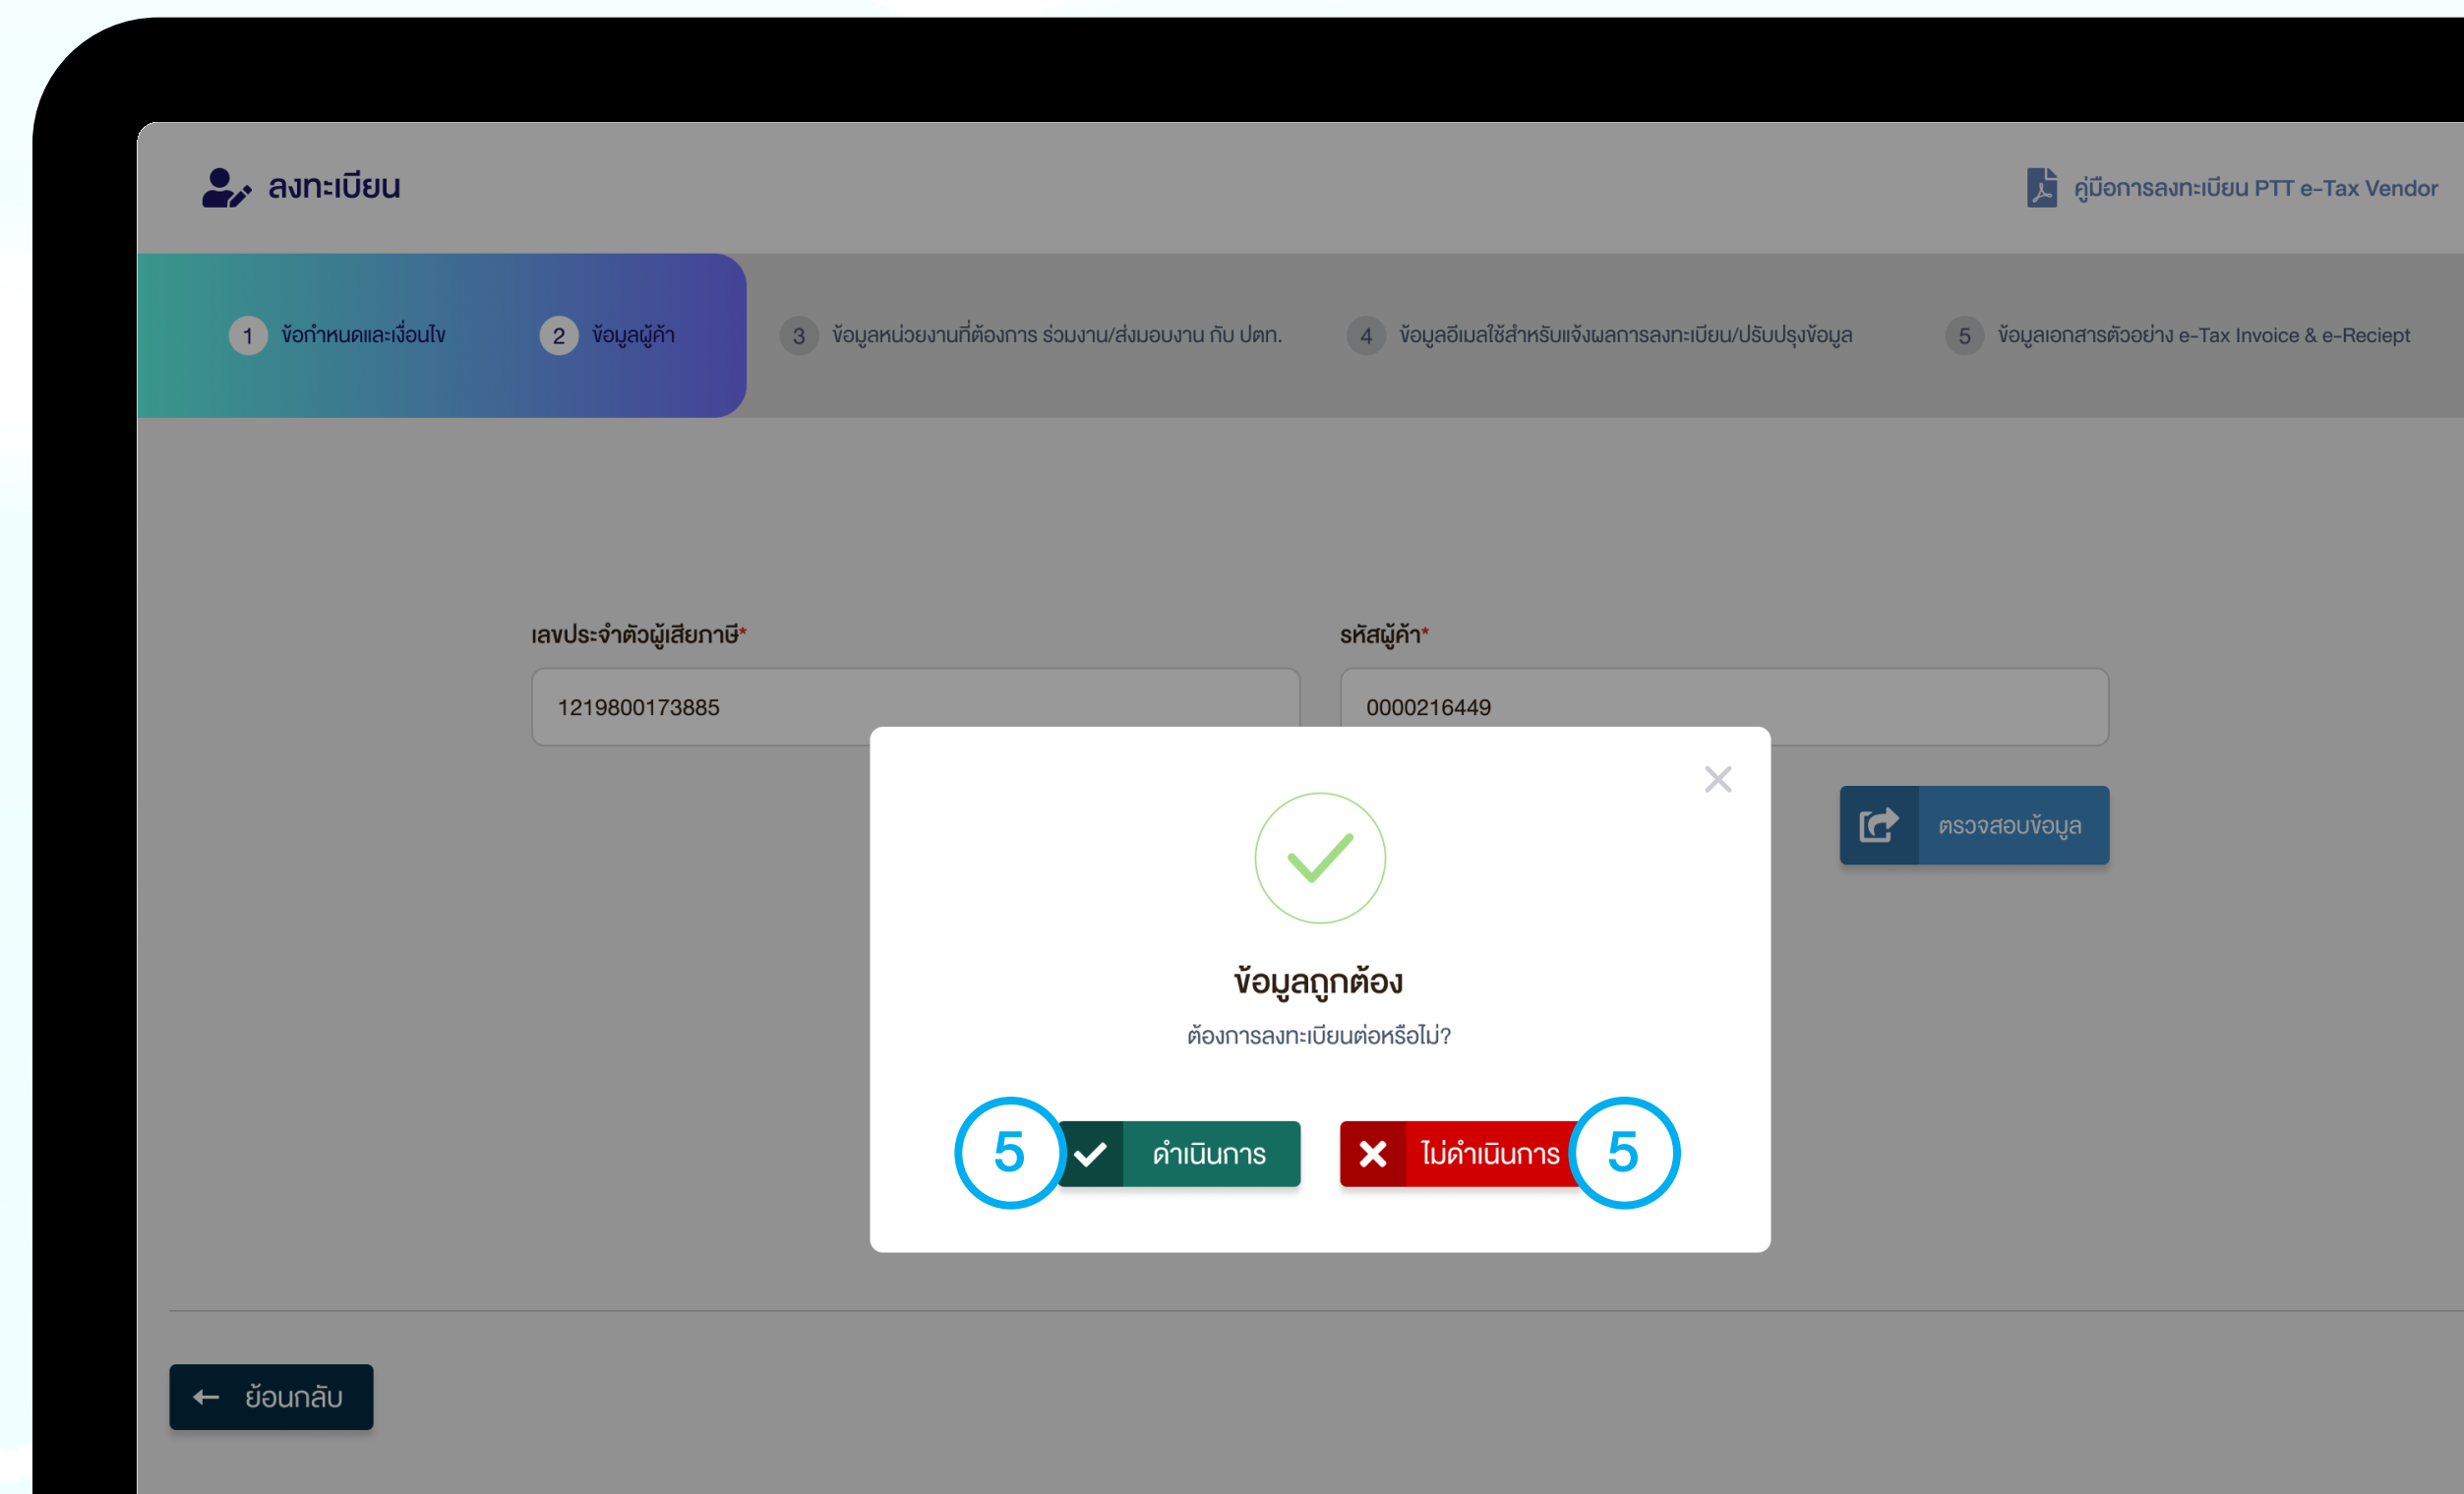 ลงทะเบียน
คู่มือการลงทะเบียน PTT e-Tax Vendor
1 ข้อกำหนดและเงื่อนไข
2 ข้อมูลผู้ค้า
3 ข้อมูลหน่วยงานที่ต้องการ ร่วมงาน/ส่งมอบงาน กับ ปตท.
4 ข้อมูลอีเมลใช้สำหรับแจ้งผลการลงทะเบียน/ปรับปรุงข้อมูล
5 ข้อมูลเอกสารตัวอย่าง e-Tax Invoice & e-Reciept
เลขประจำตัวผู้เสียภาษี*
รหัสผู้ค้า*
1219800173885
0000216449
ตรวจสอบข้อมูล
ข้อมูลถูกต้อง
ต้องการลงทะเบียนต่อหรือไม่?
5 ดำเนินการ
ไม่ดำเนินการ 5
ย้อนกลับ